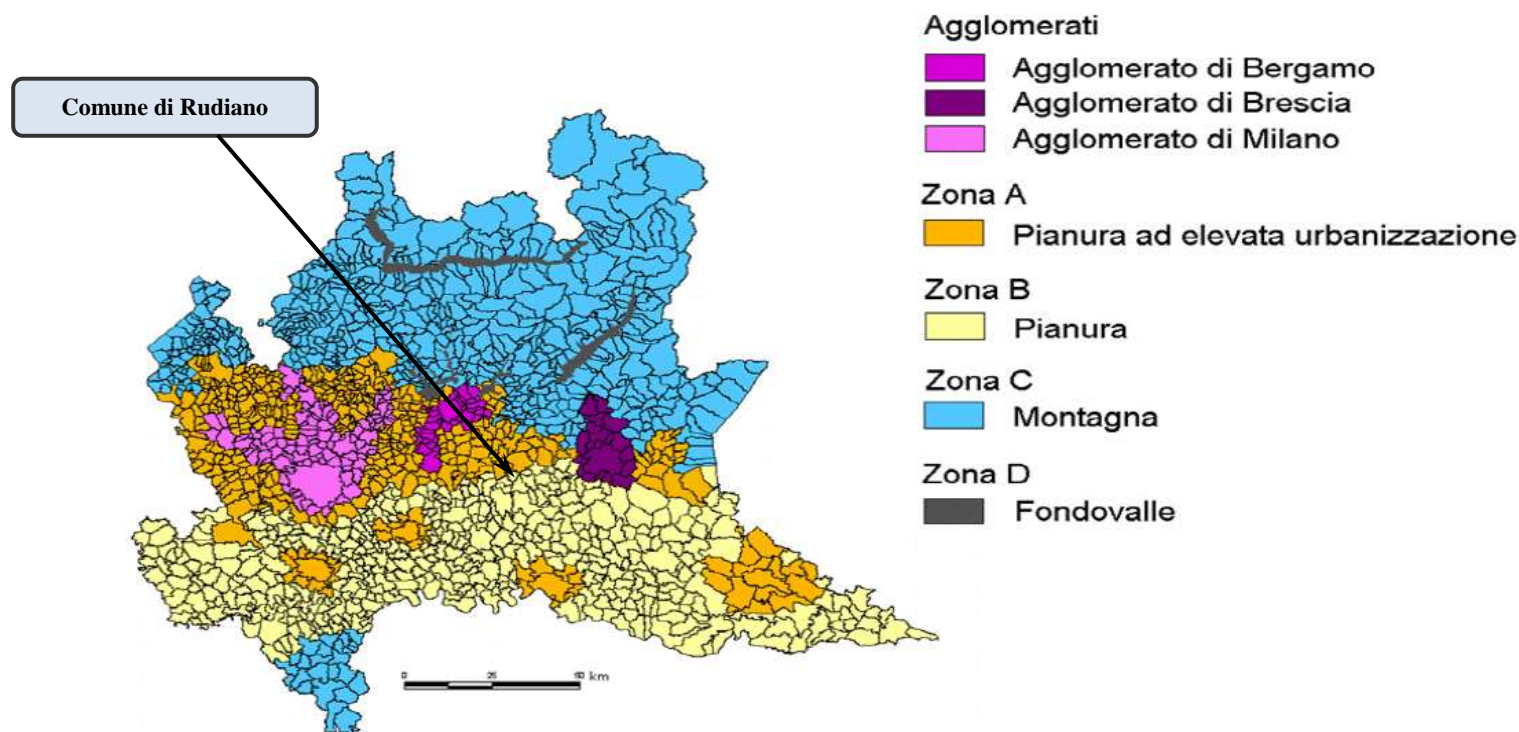 Comune di Rudiano
Agglomerati
Agglomerato di Bergamo
Agglomerato di Brescia
Agglomerato di Milano
Zona A
Pianura ad elevata urbanizzazione
Zona B
Pianura
Zona C
Montagna
Zona D
Fondovalle
0 25 50 km